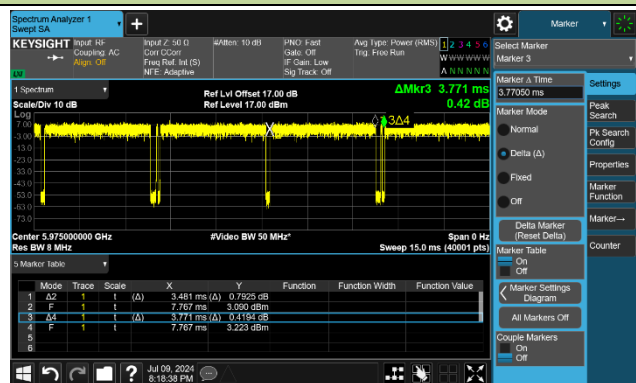 Spectrum Analyzer 1
Swept SA
Marker
KEYSIGHT
Input: RF
Coupling: AC
Align: Off
Input Z: 50 Ω
Corr CCorr
Freq Ref: Int (S)
NFE: Adaptive
#Atten: 10 dB
PNO: Fast
Gate: Off
IF Gain: Low
Sig Track: Off
Avg Type: Power (RMS)
Trig: Free Run
1 2 3 4 5 6
W W W W W W
A N N N N N
Select Marker
Marker 3
LXI
1 Spectrum
Scale/Div 10 dB
Ref Lvl Offset 17.00 dB
Ref Level 17.00 dBm
ΔMkr3 3.771 ms
0.42 dB
Log
7.00
-3.00
-13.0
-23.0
-33.0
-43.0
-53.0
-63.0
-73.0
3Δ4
X
Center 5.975000000 GHz
Res BW 8 MHz
#Video BW 50 MHz*
Span 0 Hz
Sweep 15.0 ms (40001 pts)
5 Marker Table
Mode Trace Scale X Y Function Function Width Function Value
1 Δ2 1 t (Δ) 3.481 ms (Δ) 0.7925 dB
2 F 1 t 7.767 ms 3.090 dBm
3 Δ4 1 t (Δ) 3.771 ms (Δ) 0.4194 dB
4 F 1 t 7.767 ms 3.223 dBm
5
6
Marker Δ Time
3.77050 ms
Marker Mode
Normal
Delta (Δ)
Fixed
Off
Delta Marker
(Reset Delta)
Marker Table
On
Off
Marker Settings
Diagram
All Markers Off
Couple Markers
On
Off
Settings
Peak
Search
Pk Search
Config
Properties
Marker
Function
Marker→
Counter
?
Jul 09, 2024
8:18:38 PM